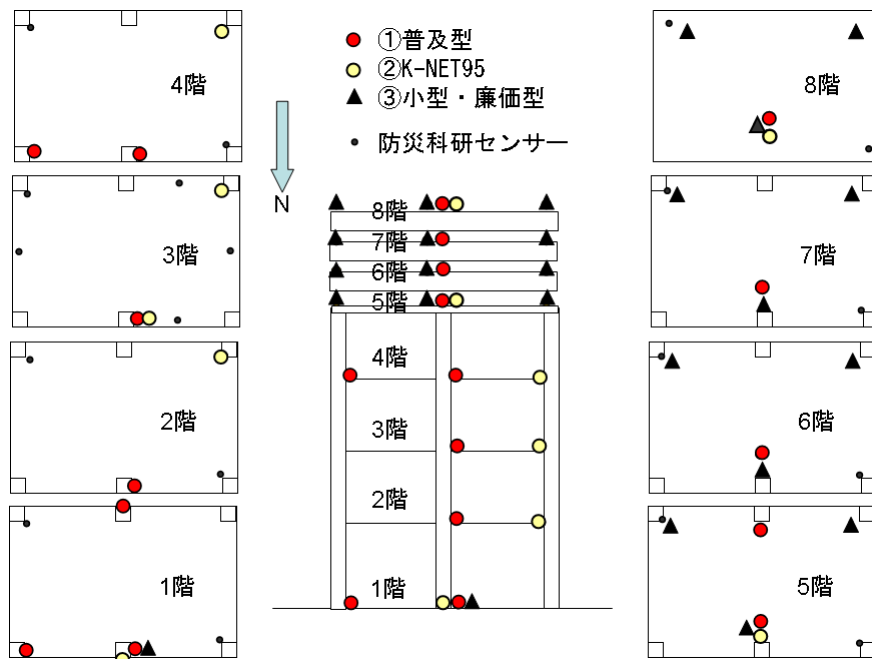 4階
3階
2階
1階
①普及型
②K-NET95
③小型・廉価型
防災科研センサー
N
8階
7階
6階
5階
4階
3階
2階
1階
8階
7階
6階
5階